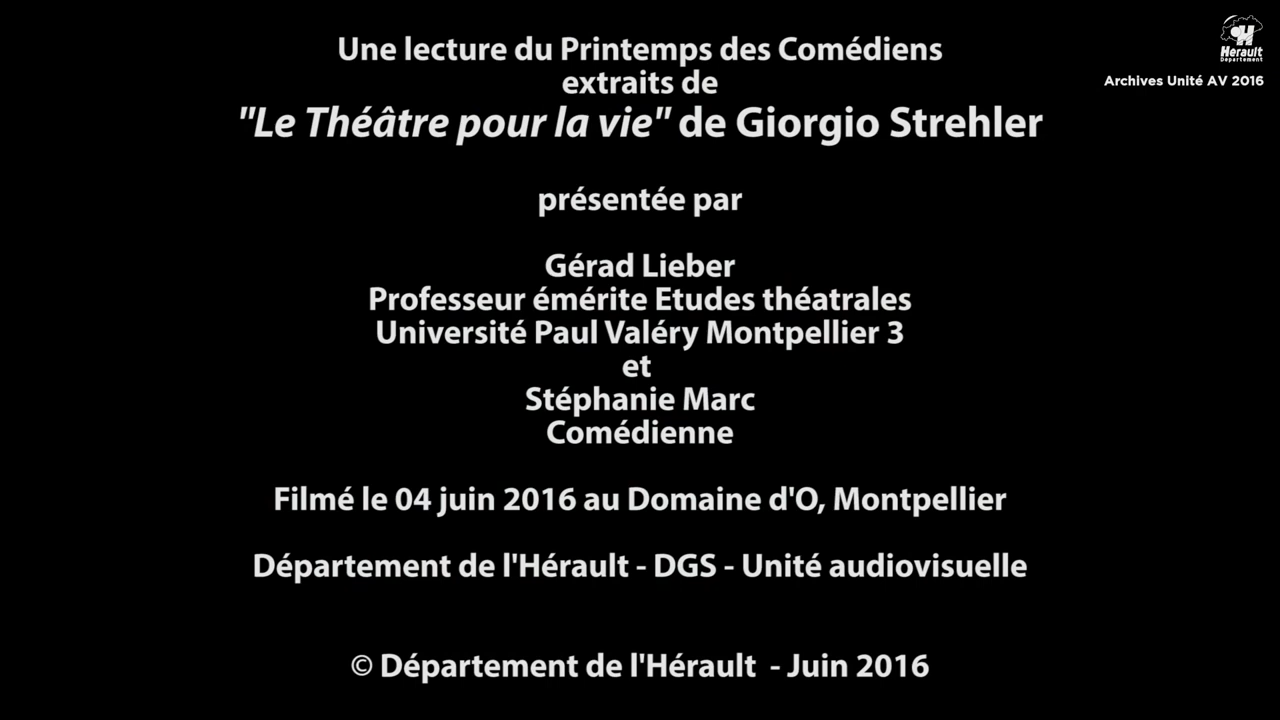 Une lecture du Printemps des Comédiens
extraits de
"Le Théâtre pour la vie" de Giorgio Strehler
présentée par
Gérad Lieber
Professeur émérite Etudes théatrales
Université Paul Valéry Montpellier 3
et
Stéphanie Marc
Comédienne
Filmé le 04 juin 2016 au Domaine d'O, Montpellier
Département de l'Hérault - DGS - Unité audiovisuelle
© Département de l'Hérault - Juin 2016
Hérault
Département
Archives Unité AV 2016